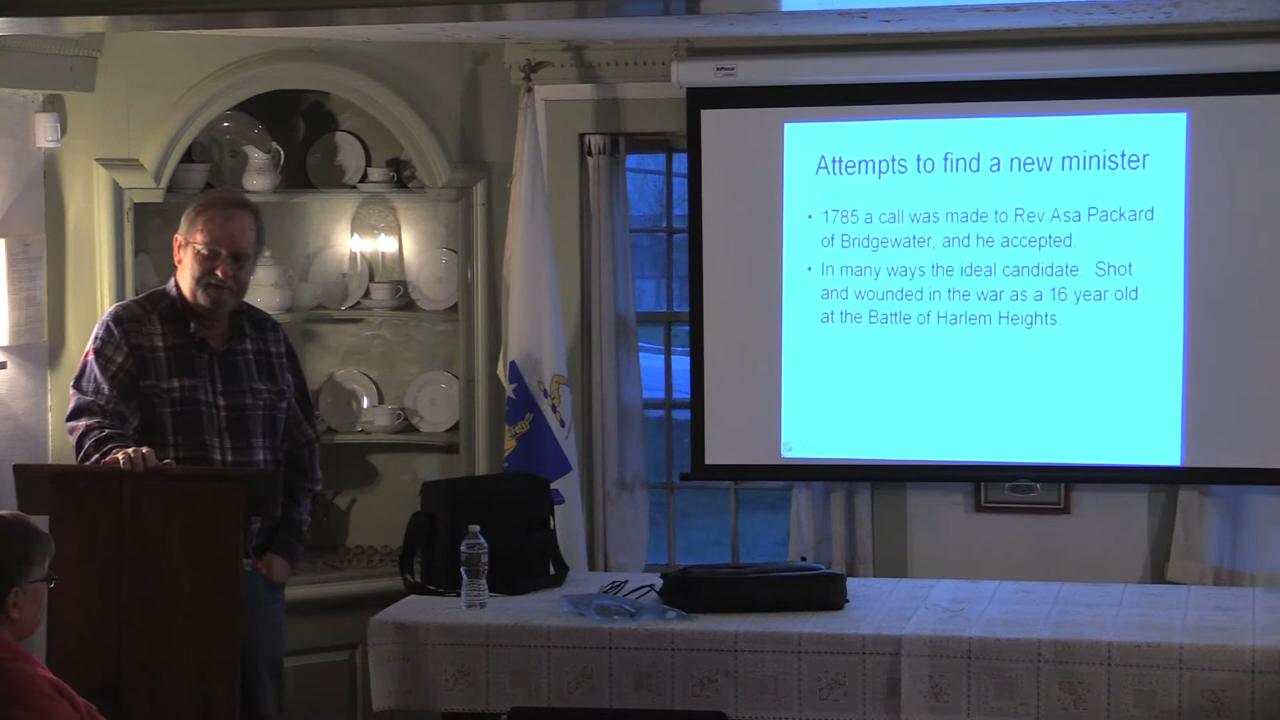 InFocus
Attempts to find a new minister
• 1785 a call was made to Rev Asa Packard
of Bridgewater, and he accepted.
• In many ways the ideal candidate. Shot
and wounded in the war as a 16 year old
at the Battle of Harlem Heights.